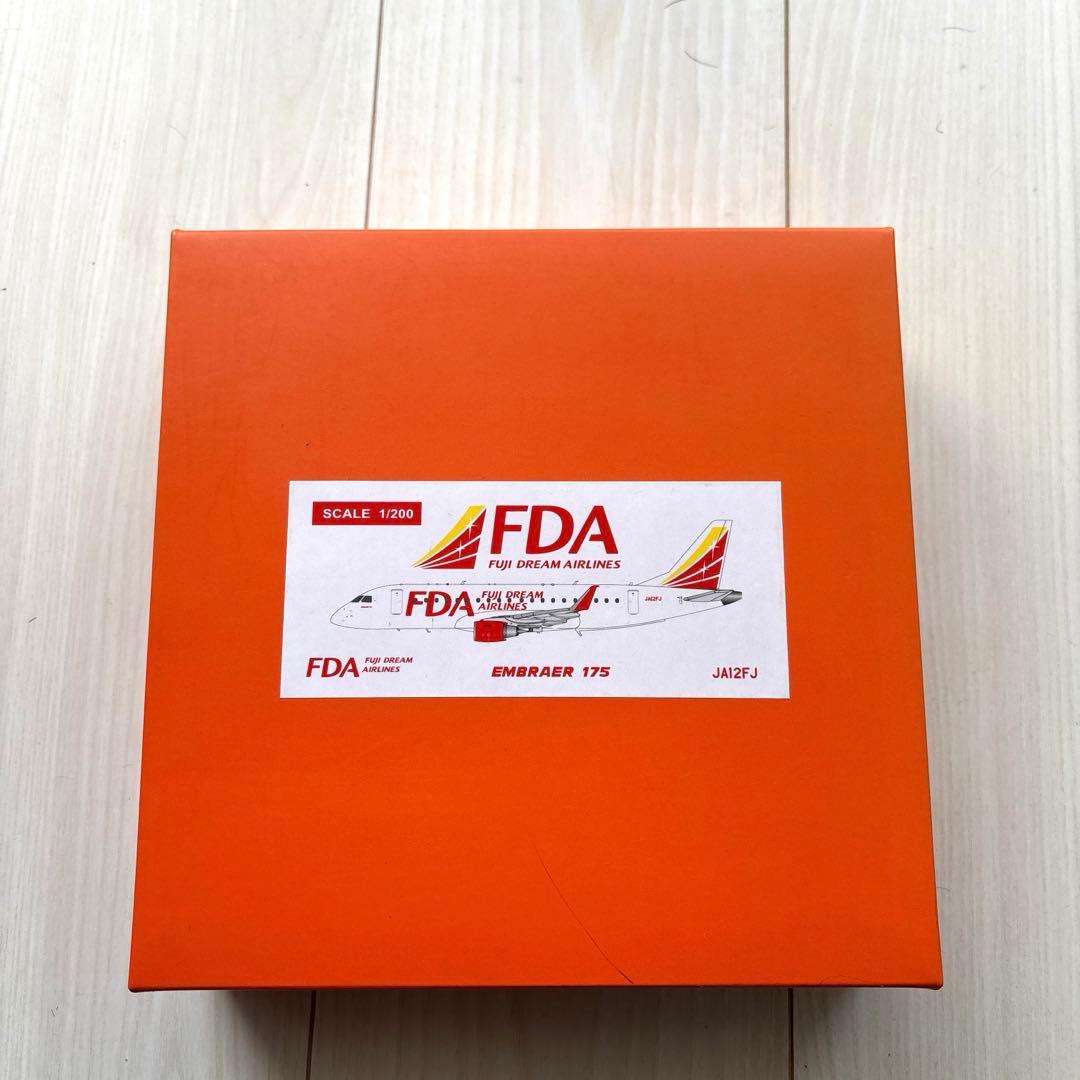 SCALE 1/200
FDA
FUJI DREAM AIRLINES
FDA FUJI DREAM
AIRLINES
JA12FJ
FDA FUJI DREAM
AIRLINES
EMBRAER 175
JA12FJ